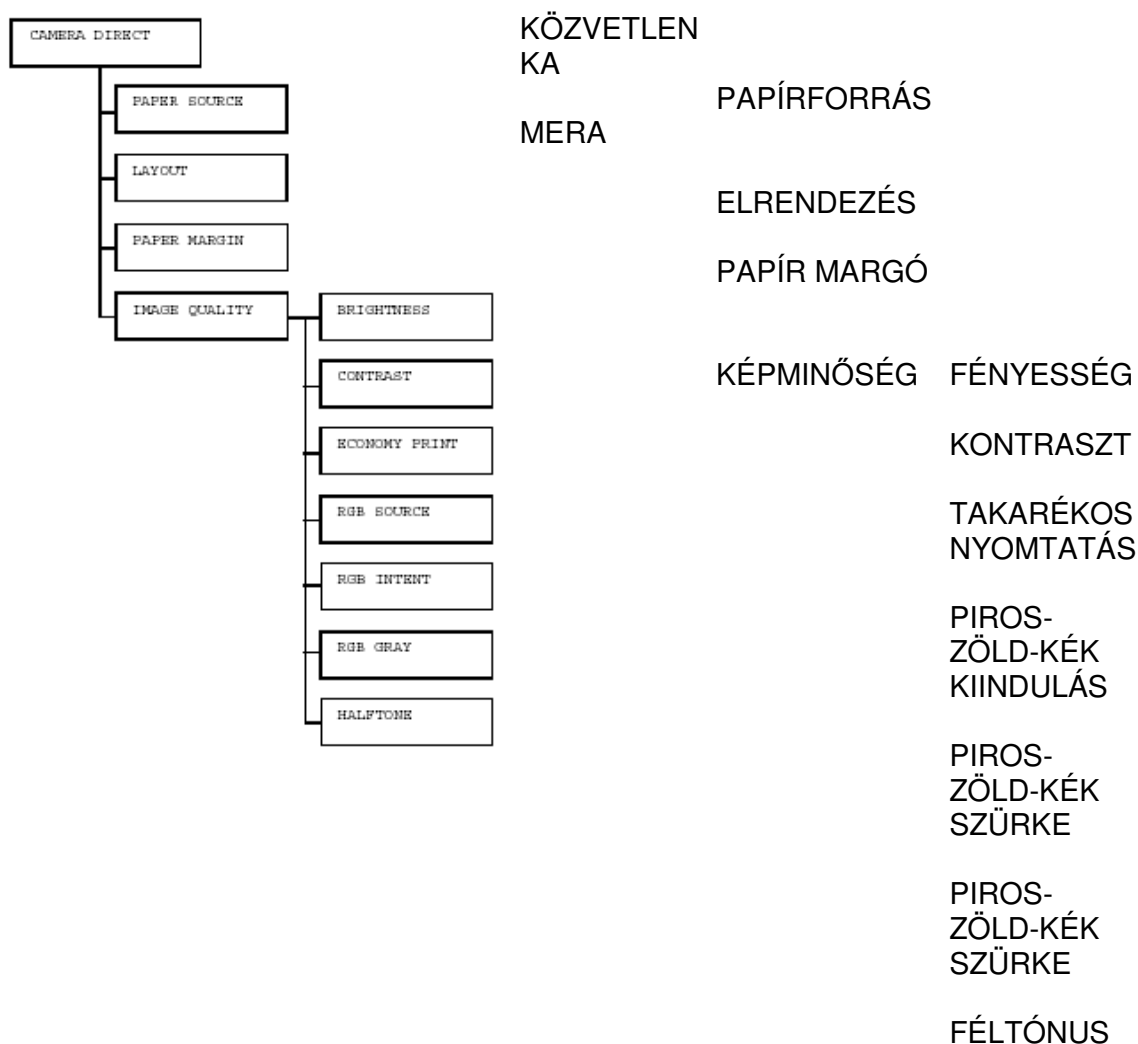 CAMERA DIRECT
PAPER SOURCE
LAYOUT
PAPER MARGIN
IMAGE QUALITY
BRIGHTNESS
CONTRAST
ECONOMY PRINT
RGB SOURCE
RGB INTENT
RGB GRAY
HALFTONE
KÖZVETLEN
KA
MERA
PAPÍRFORRÁS
ELRENDEZÉS
PAPÍR MARGÓ
KÉPMINŐSÉG
FÉNYESSÉG
KONTRASZT
TAKARÉKOS
NYOMTATÁS
PIROS-
ZÖLD-KÉK
KIINDULÁS
PIROS-
ZÖLD-KÉK
SZÜRKE
PIROS-
ZÖLD-KÉK
SZÜRKE
FÉLTÓNUS